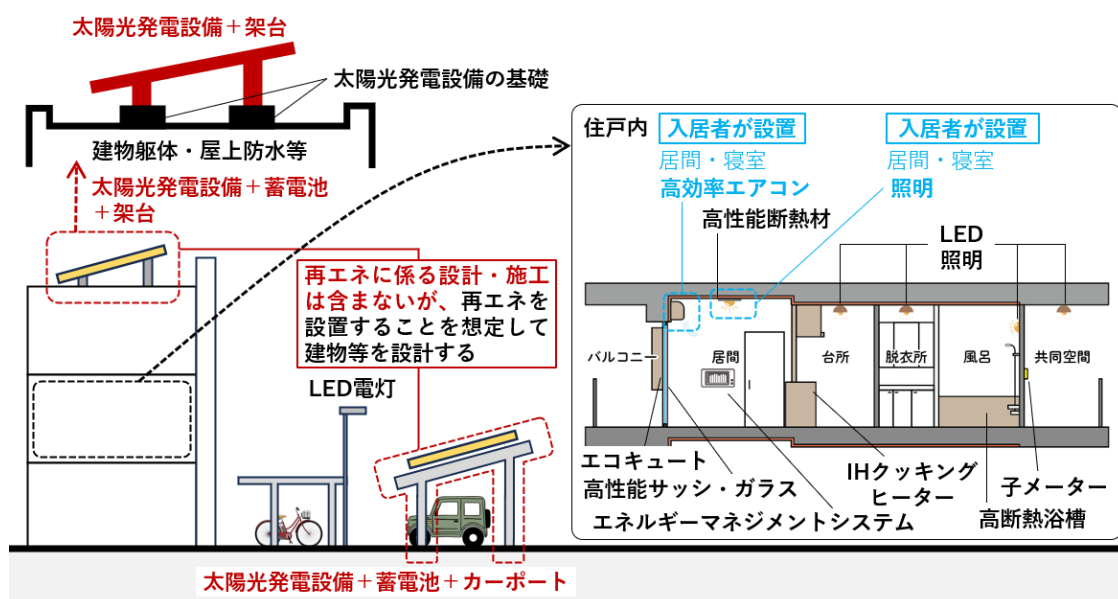 太陽光発電設備＋架台
太陽光発電設備の基礎
建物躯体・屋上防水等
太陽光発電設備＋蓄電池
＋架台
再エネに係る設計・施工
は含まないが、再エネを
設置することを想定して
建物等を設計する
LED電灯
太陽光発電設備＋蓄電池＋カーポート
住戸内
入居者が設置
居間・寝室
高効率エアコン
入居者が設置
居間・寝室
照明
高性能断熱材
LED
照明
バルコニー
居間
台所
脱衣所
風呂
共同空間
エコキュート
高性能サッシ・ガラス
エネルギーマネジメントシステム
IHクッキング
ヒーター
子メーター
高断熱浴槽